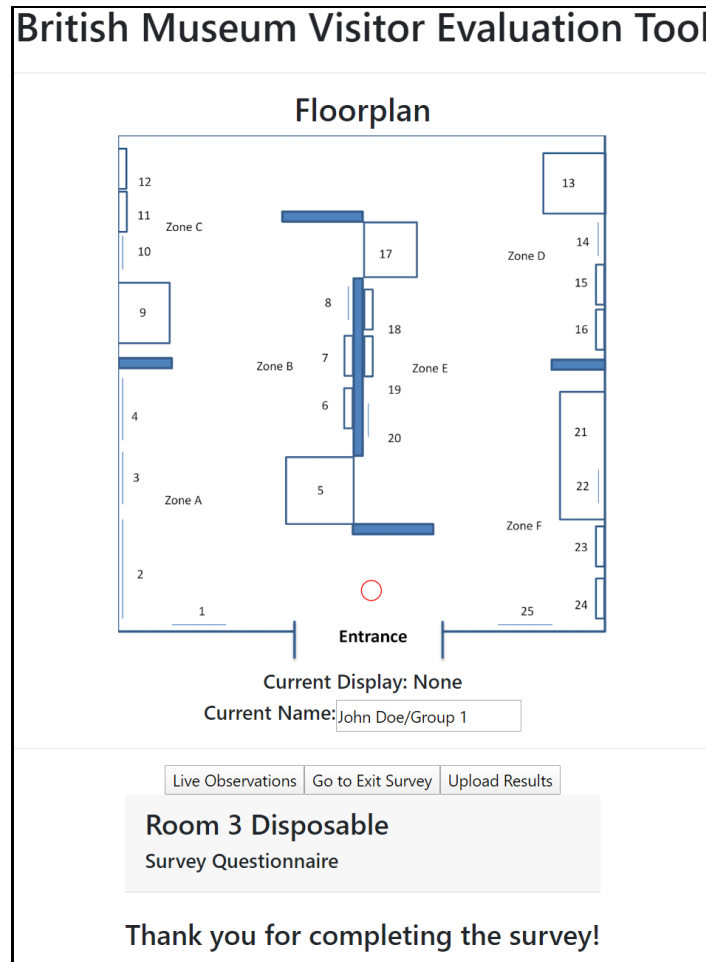 British Museum Visitor Evaluation Tool
Floorplan
12
13
11
Zone C
10
17
14
Zone D
15
9
8
18
16
7
Zone B
Zone E
19
6
4
20
21
3
5
22
Zone A
Zone F
23
2
24
1
25
Entrance
Current Display: None
Current Name: John Doe/Group 1
Live Observations Go to Exit Survey Upload Results
Room 3 Disposable
Survey Questionnaire
Thank you for completing the survey!